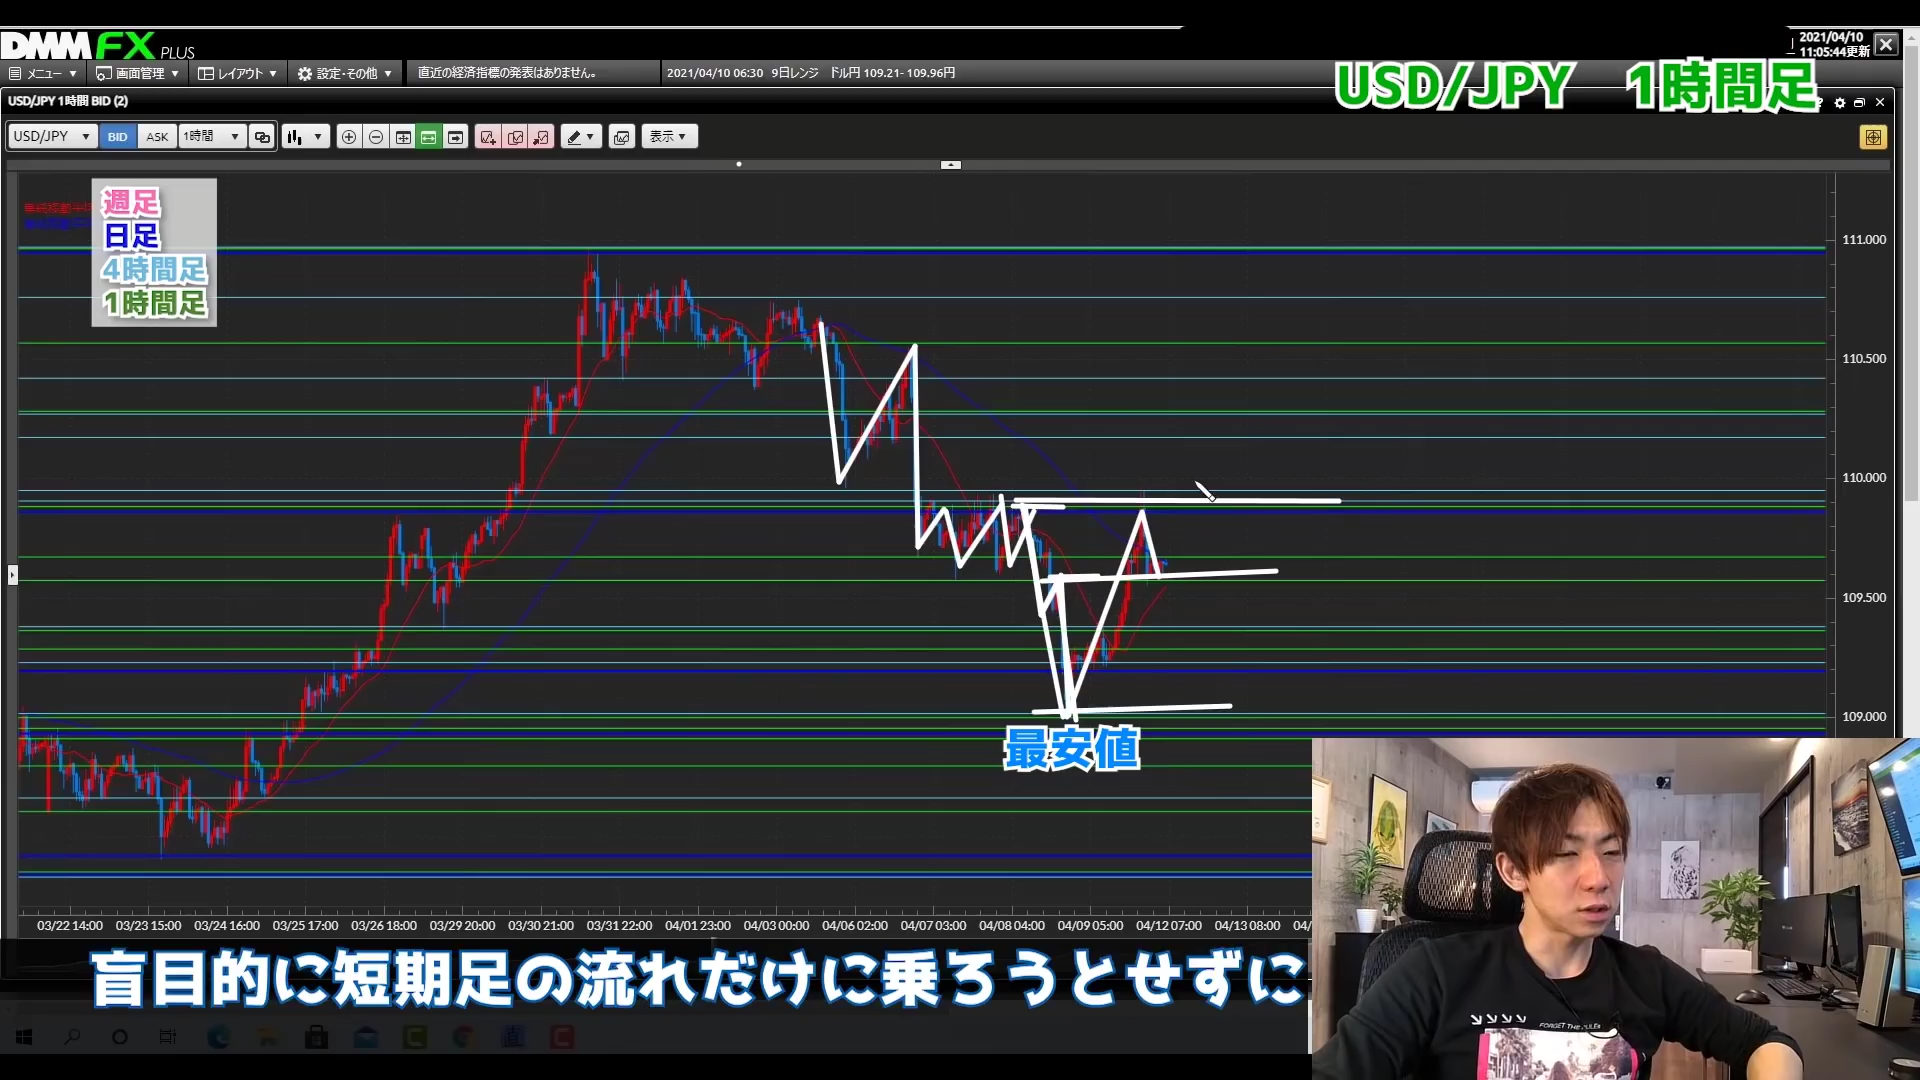 DMM FX PLUS
2021/04/10
11:05:44更新
メニュー
画面管理
レイアウト
設定・その他
直近の経済指標の発表はありません。
2021/04/10 06:30 9日レンジ ドル円 109.21- 109.96円
USD/JPY 1時間足
USD/JPY 1時間 BID (2)
USD/JPY
BID
ASK
1時間
表示
週足
日足
4時間足
1時間足
111.000
110.500
110.000
109.500
109.000
最安値
03/22 14:00
03/23 15:00
03/24 16:00
03/25 17:00
03/26 18:00
03/29 20:00
03/30 21:00
03/31 22:00
04/01 23:00
04/03 00:00
04/06 02:00
04/07 03:00
04/08 04:00
04/09 05:00
04/12 07:00
04/13 08:00
04/
盲目的に短期足の流れだけに乗ろうとせずに